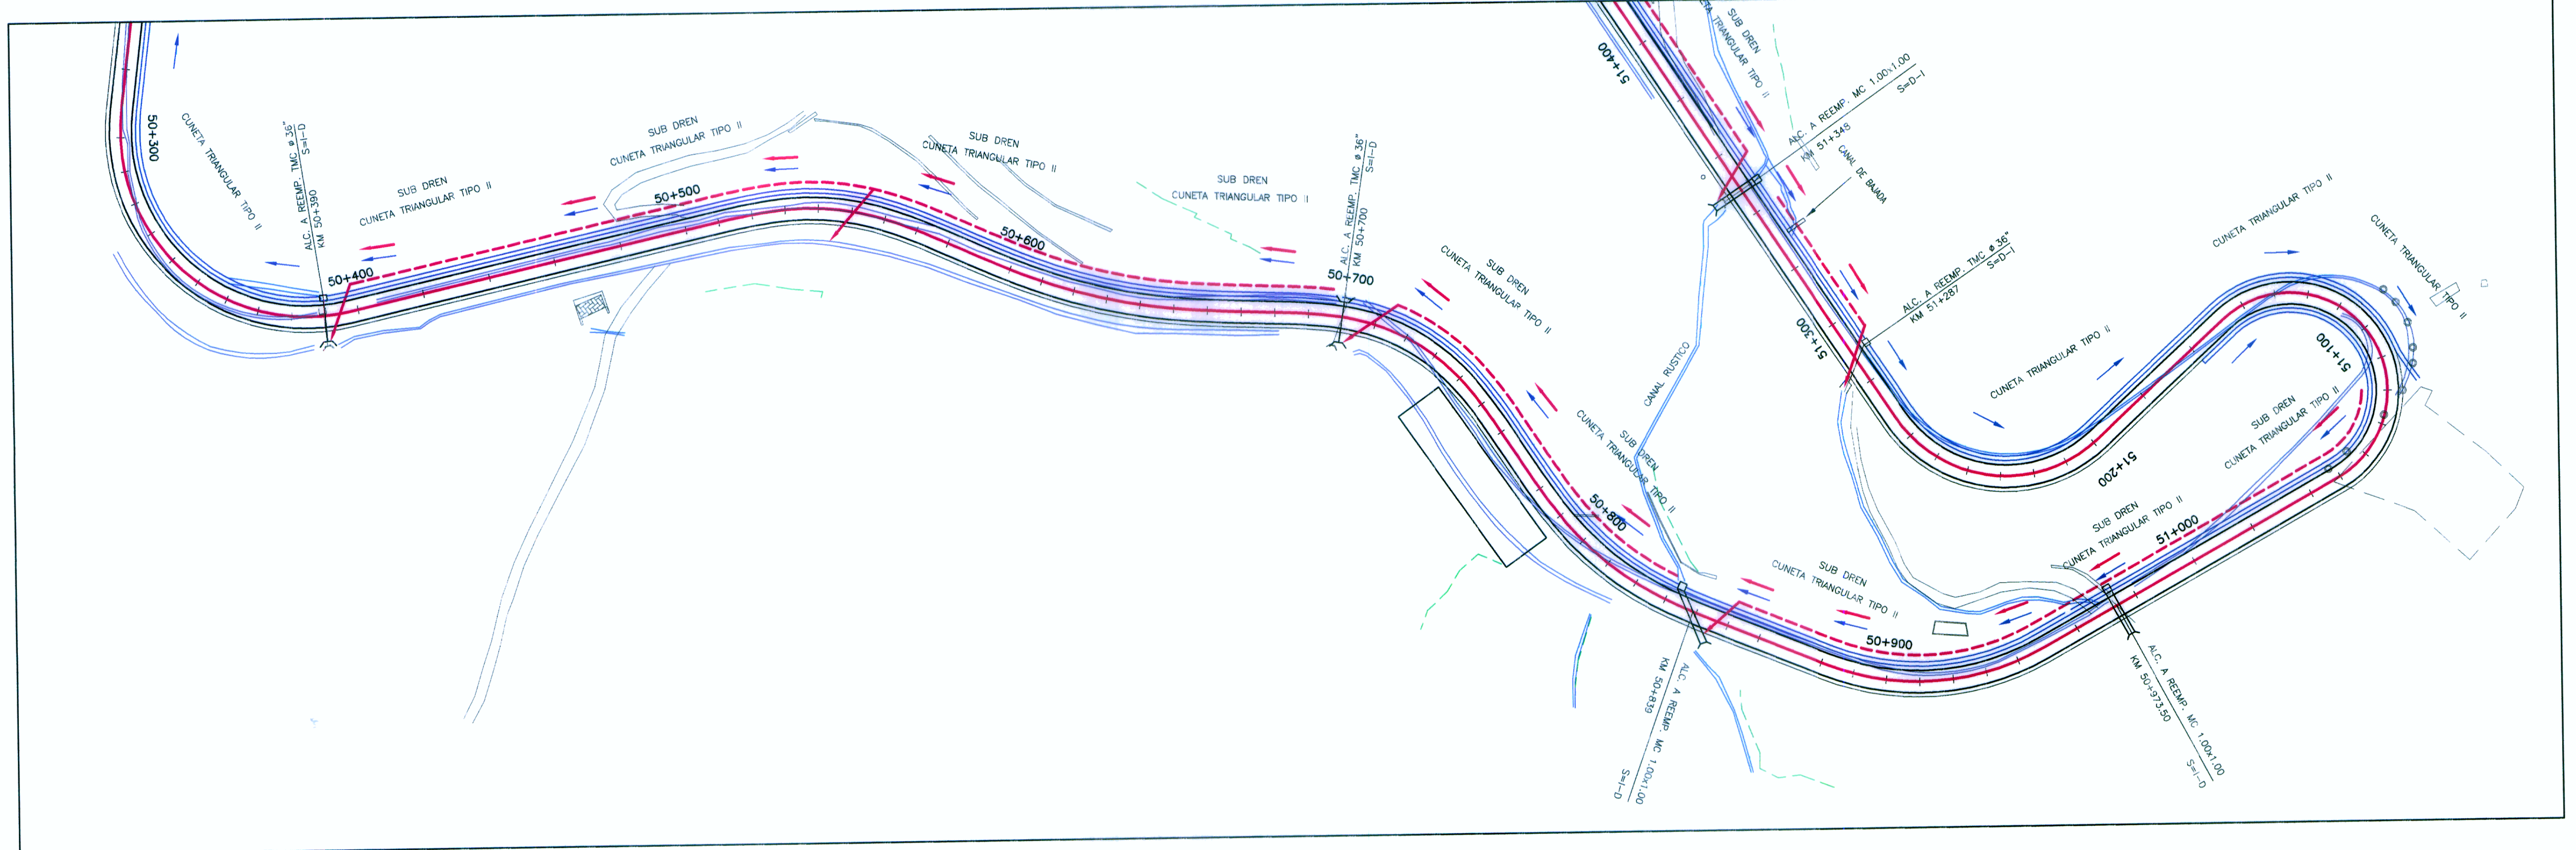 50+300
CUNETA TRIANGULAR TIPO II
ALC. A REEMP. TMC ø 36"
KM 50+390
S=I-D
50+400
SUB DREN
CUNETA TRIANGULAR TIPO II
SUB DREN
CUNETA TRIANGULAR TIPO II
50+500
SUB DREN
CUNETA TRIANGULAR TIPO II
50+600
SUB DREN
CUNETA TRIANGULAR TIPO II
ALC. A REEMP. TMC ø 36"
KM 50+700
S=I-D
50+700
SUB DREN
CUNETA TRIANGULAR TIPO II
SUB DREN
CUNETA TRIANGULAR TIPO II
50+800
CANAL RUSTICO
ALC. A REEMP. MC 1.00x1.00
KM 50+839
S=I-D
SUB DREN
CUNETA TRIANGULAR TIPO II
50+900
SUB DREN
CUNETA TRIANGULAR TIPO II
51+000
ALC. A REEMP. MC 1.00x1.00
KM 50+973.50
S=I-D
SUB DREN
CUNETA TRIANGULAR TIPO II
51+100
CUNETA TRIANGULAR TIPO II
CUNETA TRIANGULAR TIPO II
CUNETA TRIANGULAR TIPO II
51+200
ALC. A REEMP. TMC ø 36"
KM 51+287
S=D-I
51+300
CANAL DE BAJADA
ALC. A REEMP. MC 1.00x1.00
KM 51+349
S=D-I
SUB DREN
TRIANGULAR TIPO II
51+400